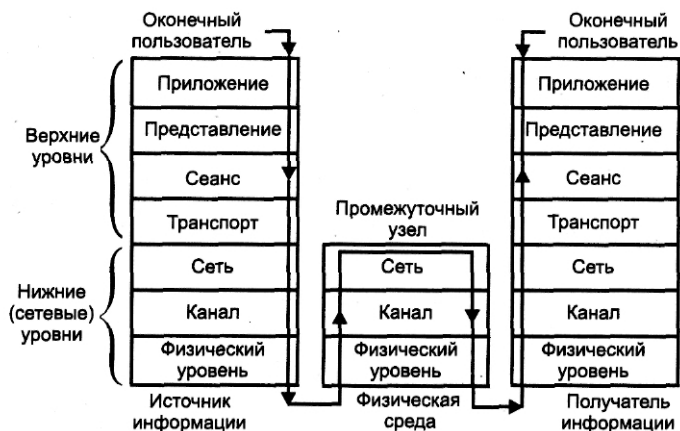 Оконечный
пользователь
Оконечный
пользователь
Верхние
уровни
Приложение
Представление
Сеанс
Транспорт
Нижние
(сетевые)
уровни
Сеть
Канал
Физический
уровень
Источник
информации
Промежуточный
узел
Сеть
Канал
Физический
уровень
Физическая
среда
Приложение
Представление
Сеанс
Транспорт
Сеть
Канал
Физический
уровень
Получатель
информации